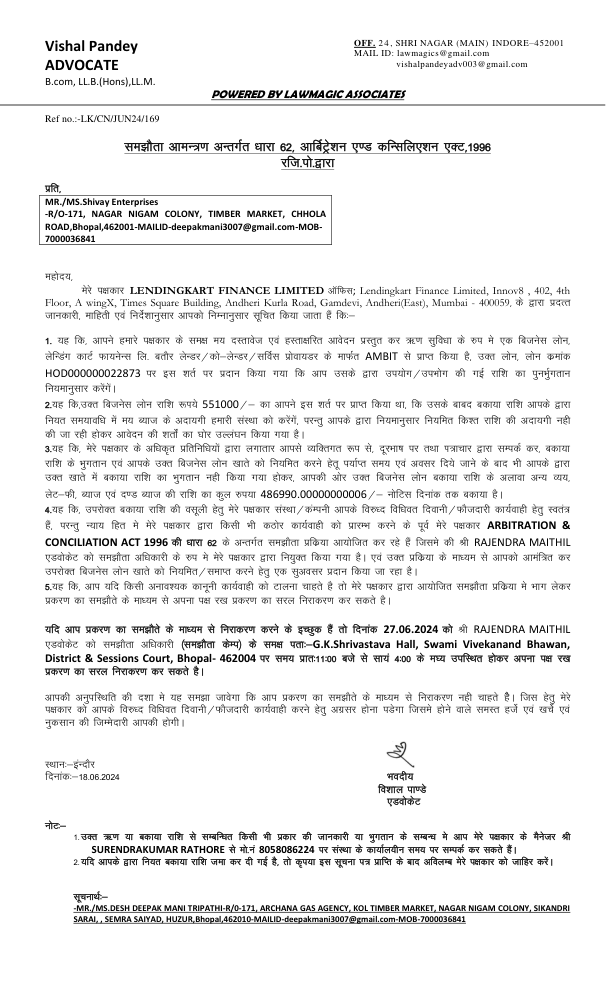 Vishal Pandey
ADVOCATE
B.com, LL.B.(Hons),LL.M.
OFF. 24, SHRI NAGAR (MAIN) INDORE–452001
MAIL ID: lawmagics@gmail.com
vishalpandeyadv003@gmail.com
POWERED BY LAWMAGIC ASSOCIATES
Ref no.:-LK/CN/JUN24/169
समझौता आमन्त्रण अन्तर्गत धारा 62, आर्बिट्रेशन एण्ड कन्सिलिएशन एक्ट,1996
रजि.पो.द्वारा
प्रति,
MR./MS.Shivay Enterprises
-R/O-171, NAGAR NIGAM COLONY, TIMBER MARKET, CHHOLA
ROAD,Bhopal,462001-MAILID-deepakmani3007@gmail.com-MOB-
7000036841
महोदय,
मेरे पक्षकार LENDINGKART FINANCE LIMITED ऑफिस; Lendingkart Finance Limited, Innov8 , 402, 4th
Floor, A wingX, Times Square Building, Andheri Kurla Road, Gamdevi, Andheri(East), Mumbai - 400059, के द्वारा प्रदत्त
जानकारी, माहिती एवं निर्देशानुसार आपको निम्नानुसार सूचित किया जाता हैं कि:–
1. यह कि, आपने हमारे पक्षकार के समक्ष मय दस्तावेज एवं हस्ताक्षरित आवेदन प्रस्तुत कर ऋण सुविधा के रुप मे एक बिजनेस लोन,
लेन्डिंग कार्ट फायनेन्स लि. बतौर लेन्डर/को–लेन्डर/सर्विस प्रोवायडर के मार्फत AMBIT से प्राप्त किया है, उक्त लोन, लोन क्रमांक
HOD000000022873 पर इस शर्त पर प्रदान किया गया कि आप उसके द्वारा उपयोग/उपभोग की गई राशि का पुनर्भुगतान
नियमानुसार करेंगें।
2.यह कि,उक्त बिजनेस लोन राशि रूपये 551000/– का आपने इस शर्त पर प्राप्त किया था, कि उसके बाबद बकाया राशि आपके द्वारा
नियत समयावधि में मय ब्याज के अदायगी हमारी संस्था को करेंगें, परन्तु आपके द्वारा नियमानुसार नियमित किश्त राशि की अदायगी नही
की जा रही होकर आवेदन की शर्तों का घोर उल्लंघन किया गया है।
3.यह कि, मेरे पक्षकार के अधिकृत प्रतिनिधियों द्वारा लगातार आपसे व्यक्तिगत रूप से, दूरभाष पर तथा पत्राचार द्वारा सम्पर्क कर, बकाया
राशि के भुगतान एवं आपके उक्त बिजनेस लोन खाते को नियमित करने हेतू पर्याप्त समय एवं अवसर दिये जाने के बाद भी आपके द्वारा
उक्त खाते में बकाया राशि का भुगतान नही किया गया होकर, आपकी ओर उक्त बिजनेस लोन बकाया राशि के अलावा अन्य व्यय,
लेट–फी, ब्याज एवं दण्ड ब्याज की राशि का कुल रुपया 486990.00000000006/– नोटिस दिनांक तक बकाया है।
4.यह कि, उपरोक्त बकाया राशि की वसूली हेतु मेरे पक्षकार संस्था/कंम्पनी आपके विरुध्द विधिवत दिवानी/फौजदारी कार्यवाही हेतु स्वतंत्र
हैं, परन्तु न्याय हित मे मेरे पक्षकार द्वारा किसी भी कठोर कार्यवाही को प्रारम्भ करने के पूर्व मेरे पक्षकार ARBITRATION &
CONCILIATION ACT 1996 की धारा 62 के अन्तर्गत समझौता प्रक्रिया आयोजित कर रहे हैं जिसमे की श्री RAJENDRA MAITHIL
एडवोकेट को समझौता अधिकारी के रुप मे मेरे पक्षकार द्वारा नियुक्त किया गया है। एवं उक्त प्रक्रिया के माध्यम से आपको आमंत्रित कर
उपरोक्त बिजनेस लोन खाते को नियमित/समाप्त करने हेतु एक सुअवसर प्रदान किया जा रहा है।
5.यह कि, आप यदि किसी अनावश्यक कानूनी कार्यवाही को टालना चाहते है तो मेरे पक्षकार द्वारा आयोजित समझौता प्रक्रिया मे भाग लेकर
प्रकरण का समझौते के माध्यम से अपना पक्ष रख प्रकरण का सरल निराकरण कर सकते है।
यदि आप प्रकरण का समझौते के माध्यम से निराकरण करने के इच्छुक हैं तो दिनांक 27.06.2024 को श्री RAJENDRA MAITHIL
एडवोकेट को समझौता अधिकारी (समझौता केम्प) के समक्ष पता:–G.K.Shrivastava Hall, Swami Vivekanand Bhawan,
District & Sessions Court, Bhopal- 462004 पर समय प्रात:11:00 बजे से सायं 4:00 के मघ्य उपस्थित होकर अपना पक्ष रख
प्रकरण का सरल निराकरण कर सकते है।
आपकी अनुपस्थिति की दशा मे यह समझा जावेगा कि आप प्रकरण का समझौते के माध्यम से निराकरण नही चाहते है। जिस हेतु मेरे
पक्षकार को आपके विरुध्द विधिवत दिवानी/फौजदारी कार्यवाही करने हेतु अग्रसर होना पडेगा जिसमे होने वाले समस्त हर्जे एवं खर्चे एवं
नुकसान की जिम्मेदारी आपकी होगी।
स्थान:–इंन्दौर
दिनांक:–18.06.2024
भवदीय
विशाल पाण्डे
एडवोकेट
नोट:–
1.उक्त ऋण या बकाया राशि से सम्बन्धित किसी भी प्रकार की जानकारी या भुगतान के सम्बन्ध मे आप मेरे पक्षकार के मैनेजर श्री
SURENDRAKUMAR RATHORE से मो.नं 8058086224 पर संस्था के कार्यालयीन समय पर सम्पर्क कर सकते हैं।
2.यदि आपके द्वारा नियत बकाया राशि जमा कर दी गई है, तो कृपया इस सूचना पत्र प्राप्ति के बाद अविलम्ब मेरे पक्षकार को जाहिर करें।
सूचनार्थ:–
-MR./MS.DESH DEEPAK MANI TRIPATHI-R/0-171, ARCHANA GAS AGENCY, KOL TIMBER MARKET, NAGAR NIGAM COLONY, SIKANDRI
SARAI, , SEMRA SAIYAD, HUZUR,Bhopal,462010-MAILID-deepakmani3007@gmail.com-MOB-7000036841